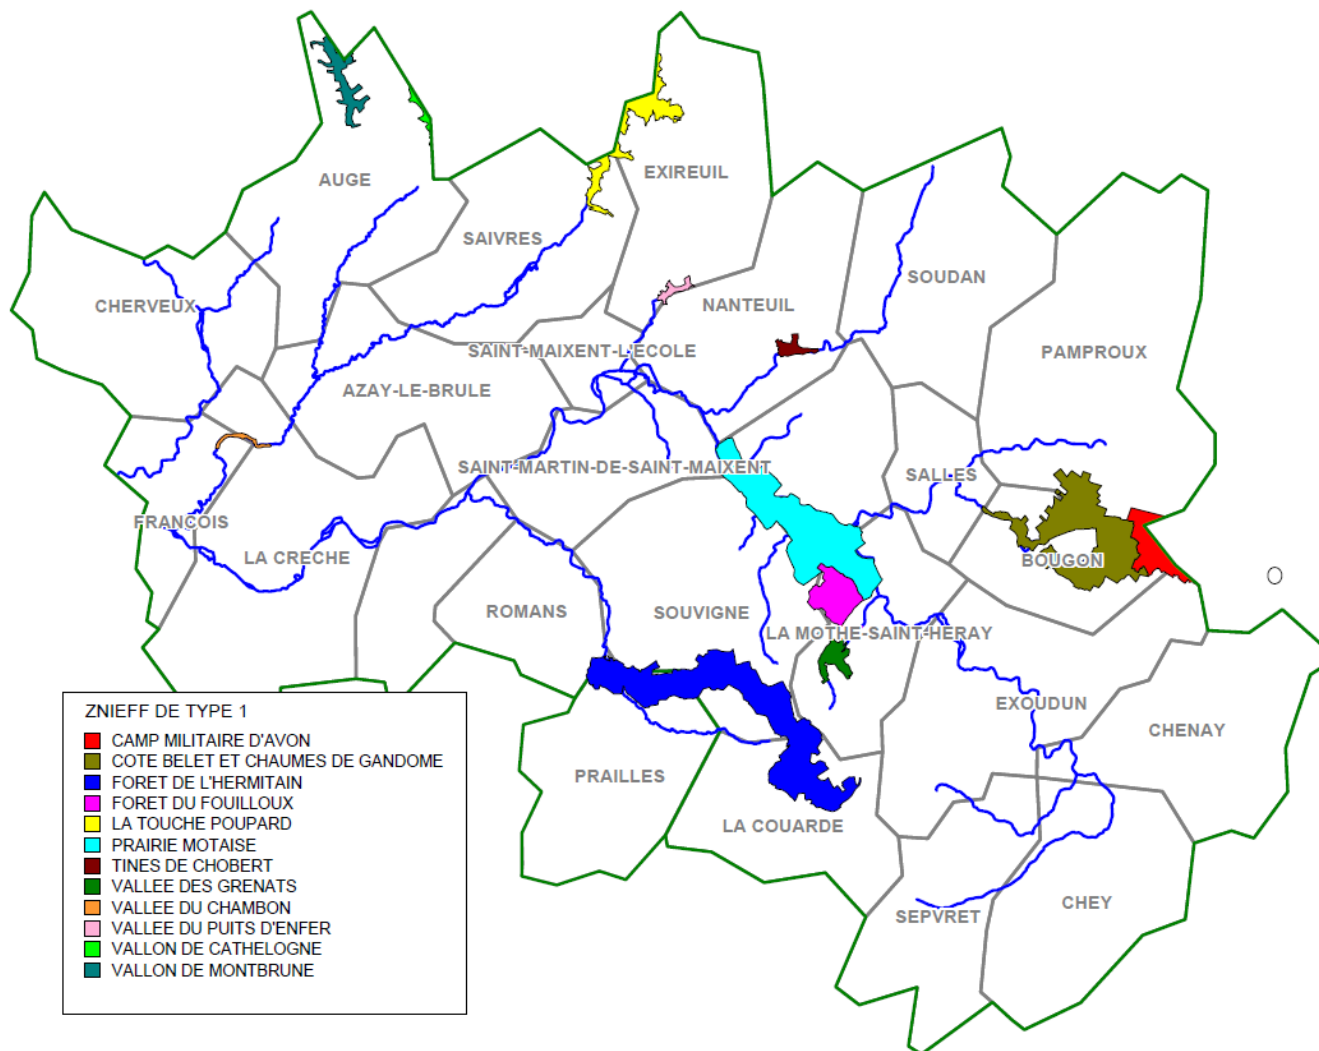 AUGE
EXIREUIL
SAIVRES
SOUDAN
CHERVEUX
NANTEUIL
SAINT-MAIXENT-L'ECOLE
PAMPROUX
AZAY-LE-BRULE
SAINT-MARTIN-DE-SAINT-MAIXENT
SALLES
FRANCOIS
LA CRECHE
BOUGON
ROMANS
SOUVIGNE
LA MOTHE-SAINT-HERAY
EXOUDUN
CHENAY
PRAILLES
LA COUARDE
SEPVRET
CHEY
ZNIEFF DE TYPE 1
CAMP MILITAIRE D'AVON
COTE BELET ET CHAUMES DE GANDOME
FORET DE L'HERMITAIN
FORET DU FOUILLOUX
LA TOUCHE POUPARD
PRAIRIE MOTAISE
TINES DE CHOBERT
VALLEE DES GRENATS
VALLEE DU CHAMBON
VALLEE DU PUITS D'ENFER
VALLON DE CATHELOGNE
VALLON DE MONTBRUNE